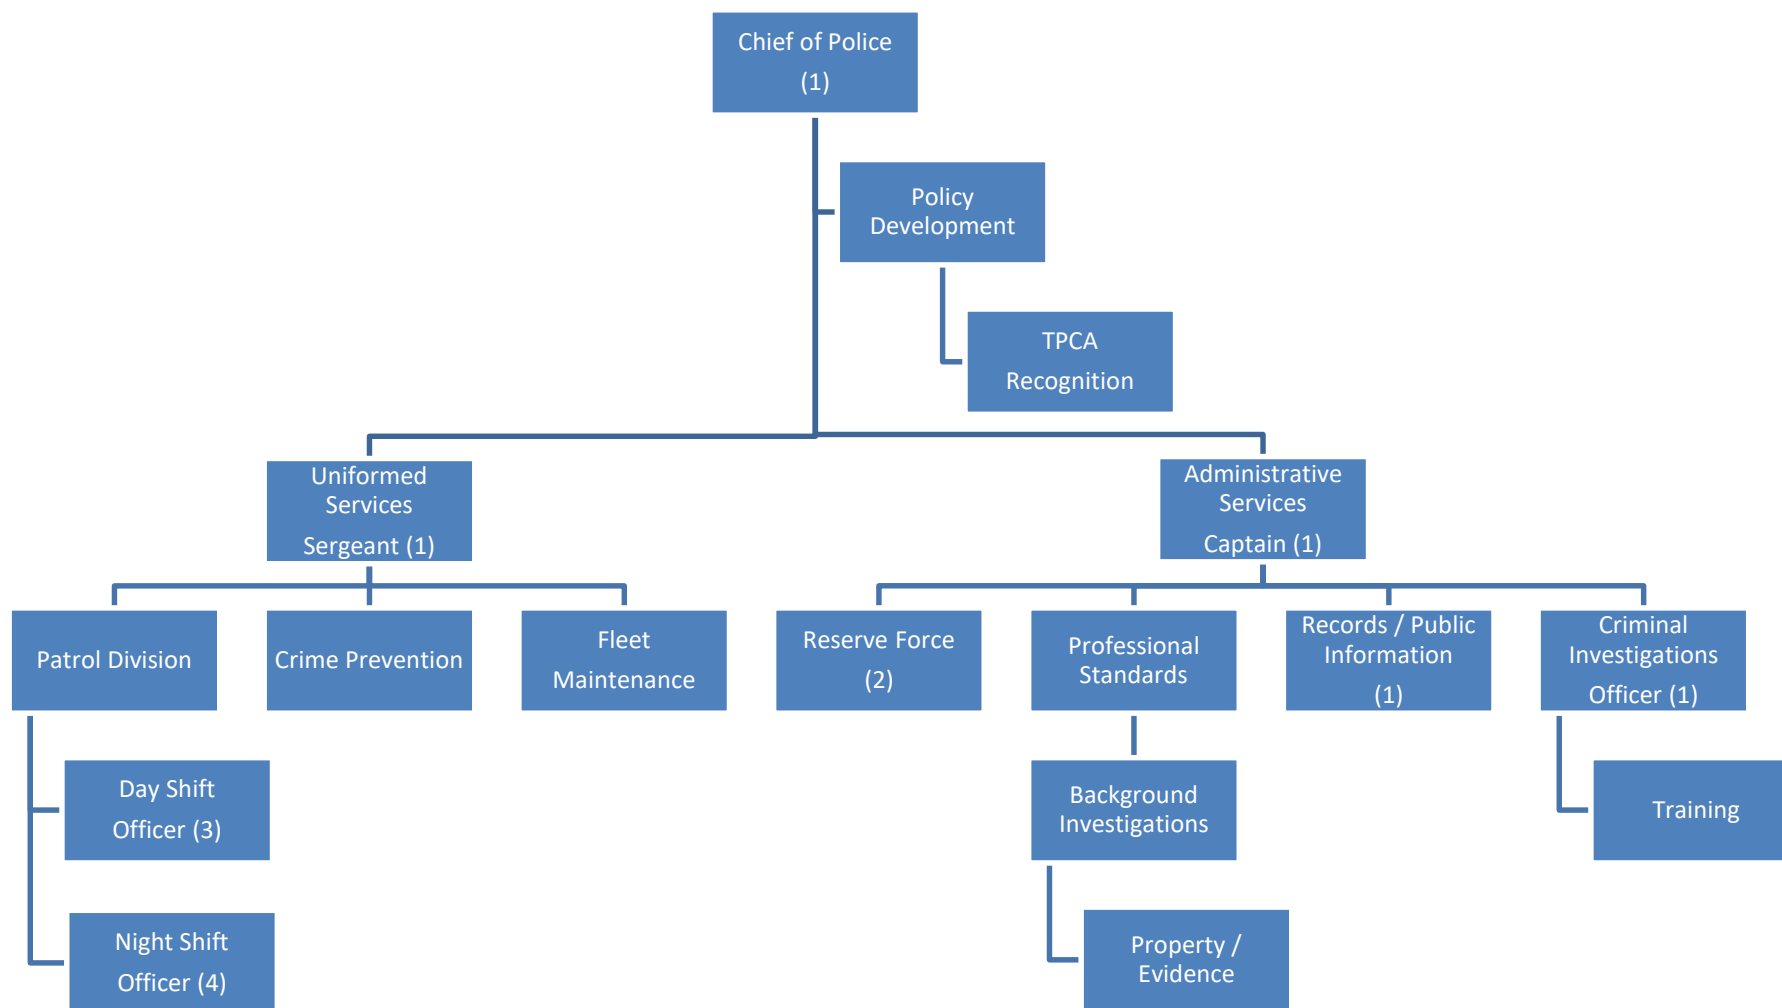 Chief of Police
(1)
Policy
Development
TPCA
Recognition
Uniformed
Services
Sergeant (1)
Administrative
Services
Captain (1)
Patrol Division
Crime Prevention
Fleet
Maintenance
Reserve Force
(2)
Professional
Standards
Records / Public
Information
(1)
Criminal
Investigations
Officer (1)
Day Shift
Officer (3)
Background
Investigations
Training
Night Shift
Officer (4)
Property /
Evidence